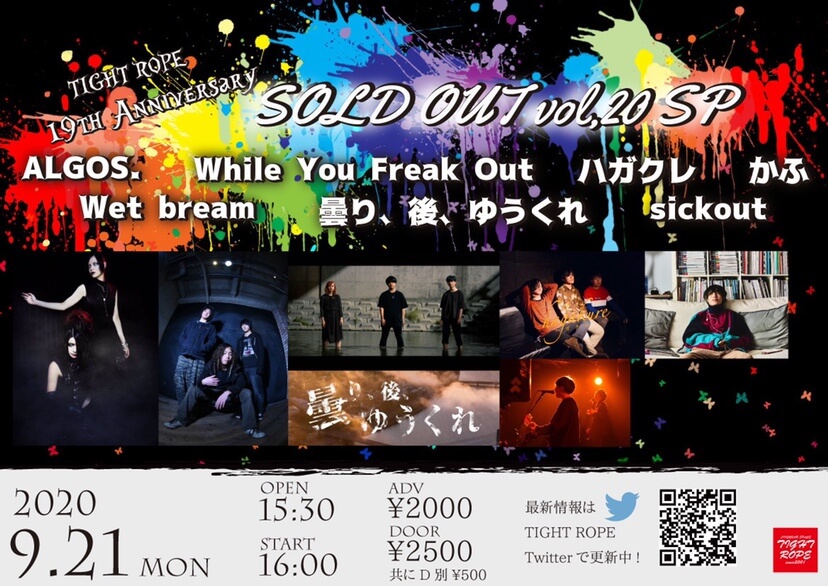 TIGHT ROPE
19TH ANNIVERSARY
SOLD OUT vol,20 SP
ALGOS. While You Freak Out ハガクレ かふ
Wet bream 曇り、後、ゆうくれ sickout
曇り、後、
ゆうくれ
2020
9.21 MON
OPEN
15:30
START
16:00
ADV
¥2000
DOOR
¥2500
共にD別¥500
最新情報は
TIGHT ROPE
Twitterで更新中！
TIGHT
ROPE